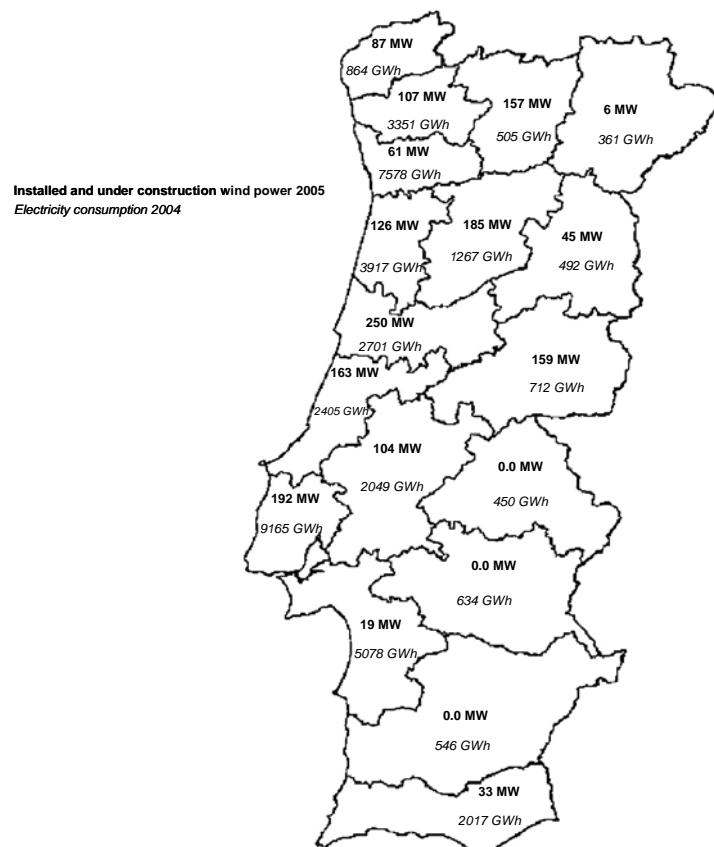 87 MW
864 GWh
107 MW
3351 GWh
157 MW
505 GWh
6 MW
361 GWh
61 MW
7578 GWh
Installed and under construction wind power 2005
Electricity consumption 2004
126 MW
3917 GWh
185 MW
1267 GWh
45 MW
492 GWh
250 MW
2701 GWh
163 MW
2405 GWh
159 MW
712 GWh
104 MW
2049 GWh
0.0 MW
450 GWh
192 MW
9165 GWh
0.0 MW
634 GWh
19 MW
5078 GWh
0.0 MW
546 GWh
33 MW
2017 GWh